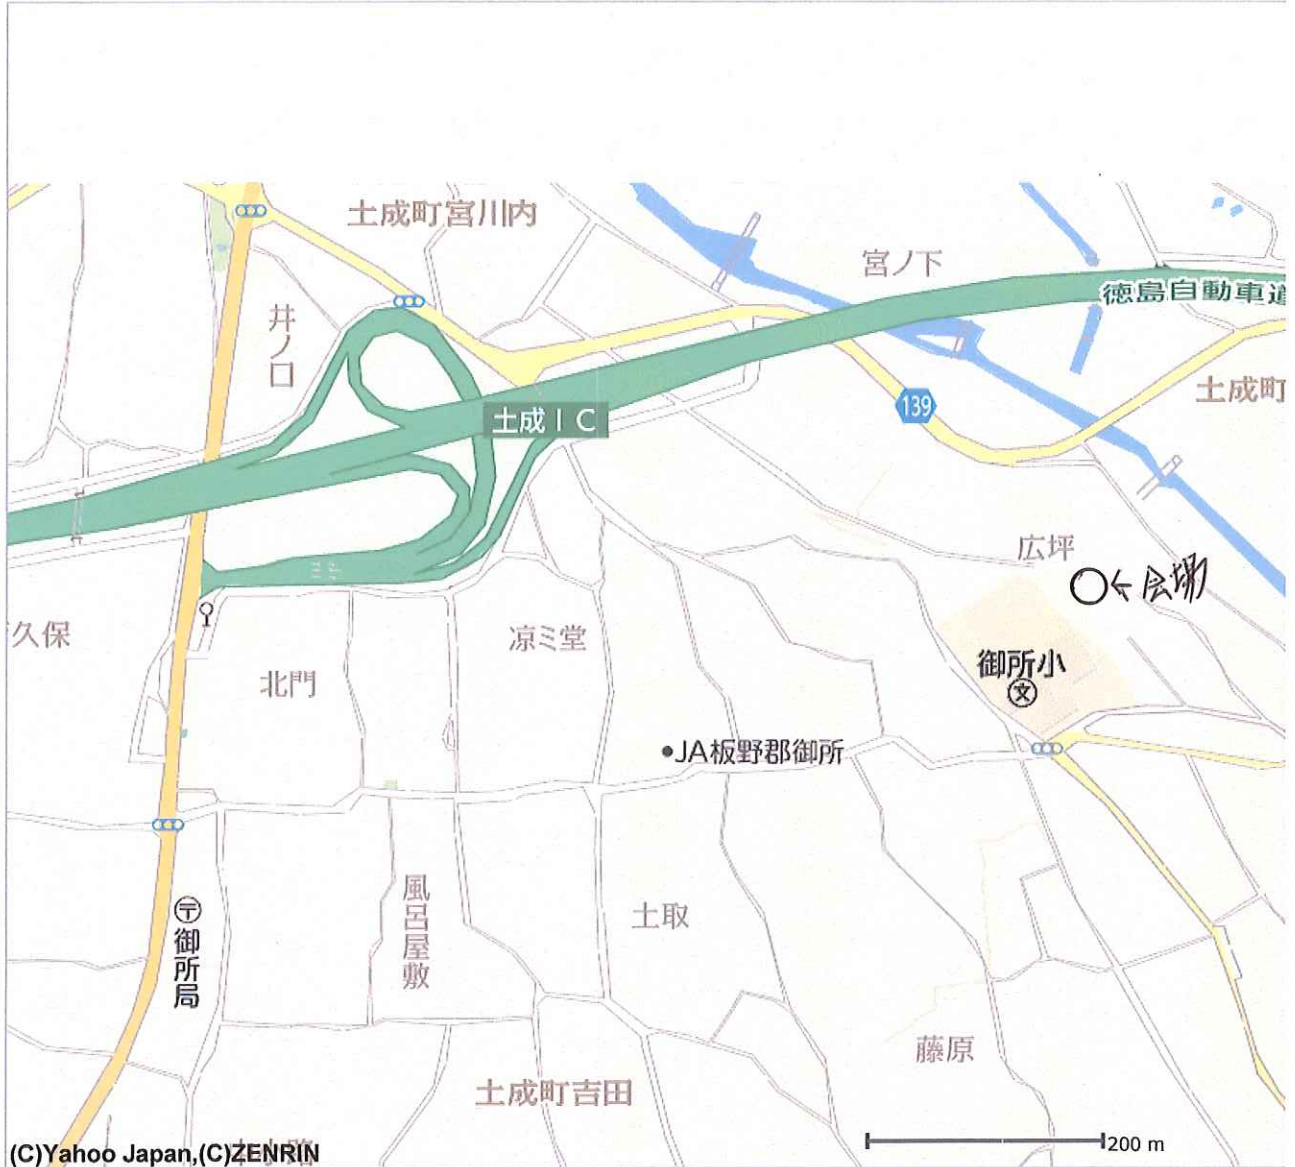 土成町宮川内
宮ノ下
徳島自動車道
井ノ口
土成町
139
土成IC
広坪
←会場
久保
涼ミ堂
御所小
文
北門
JA板野郡御所
風呂屋敷
土取
〒御所局
藤原
土成町吉田
200 m
(C)Yahoo Japan,(C)ZENRIN